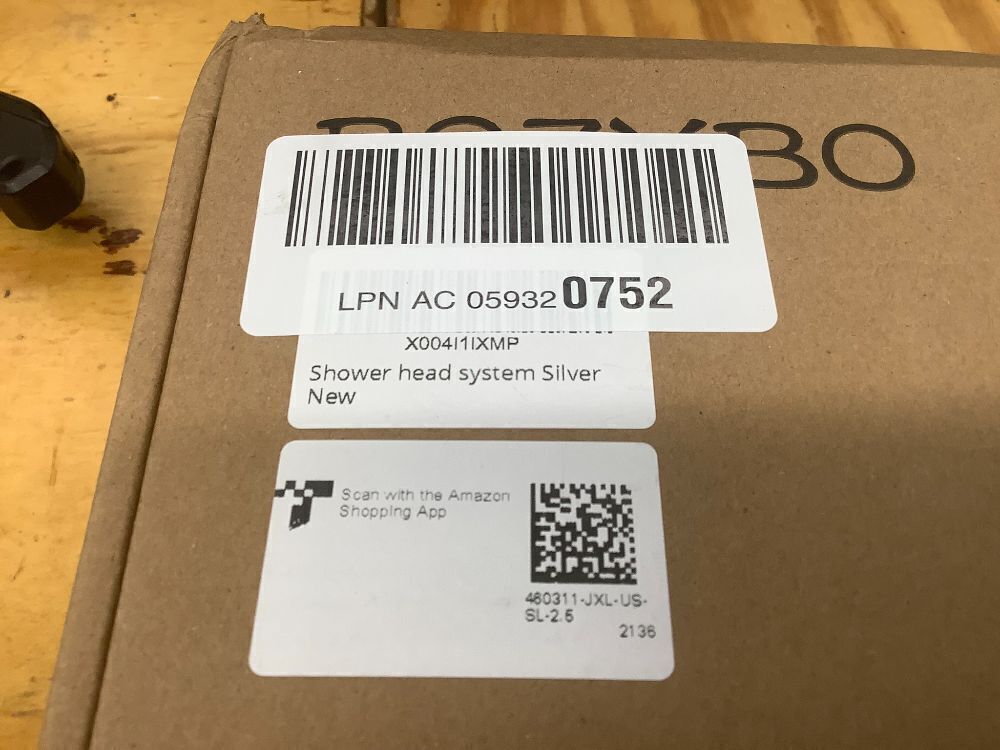 BO
LPN AC 05932 0752
X004I1IXMP
Shower head system Silver
New
Scan with the Amazon
Shopping App
460311-JXL-US-
SL-2.5
2136